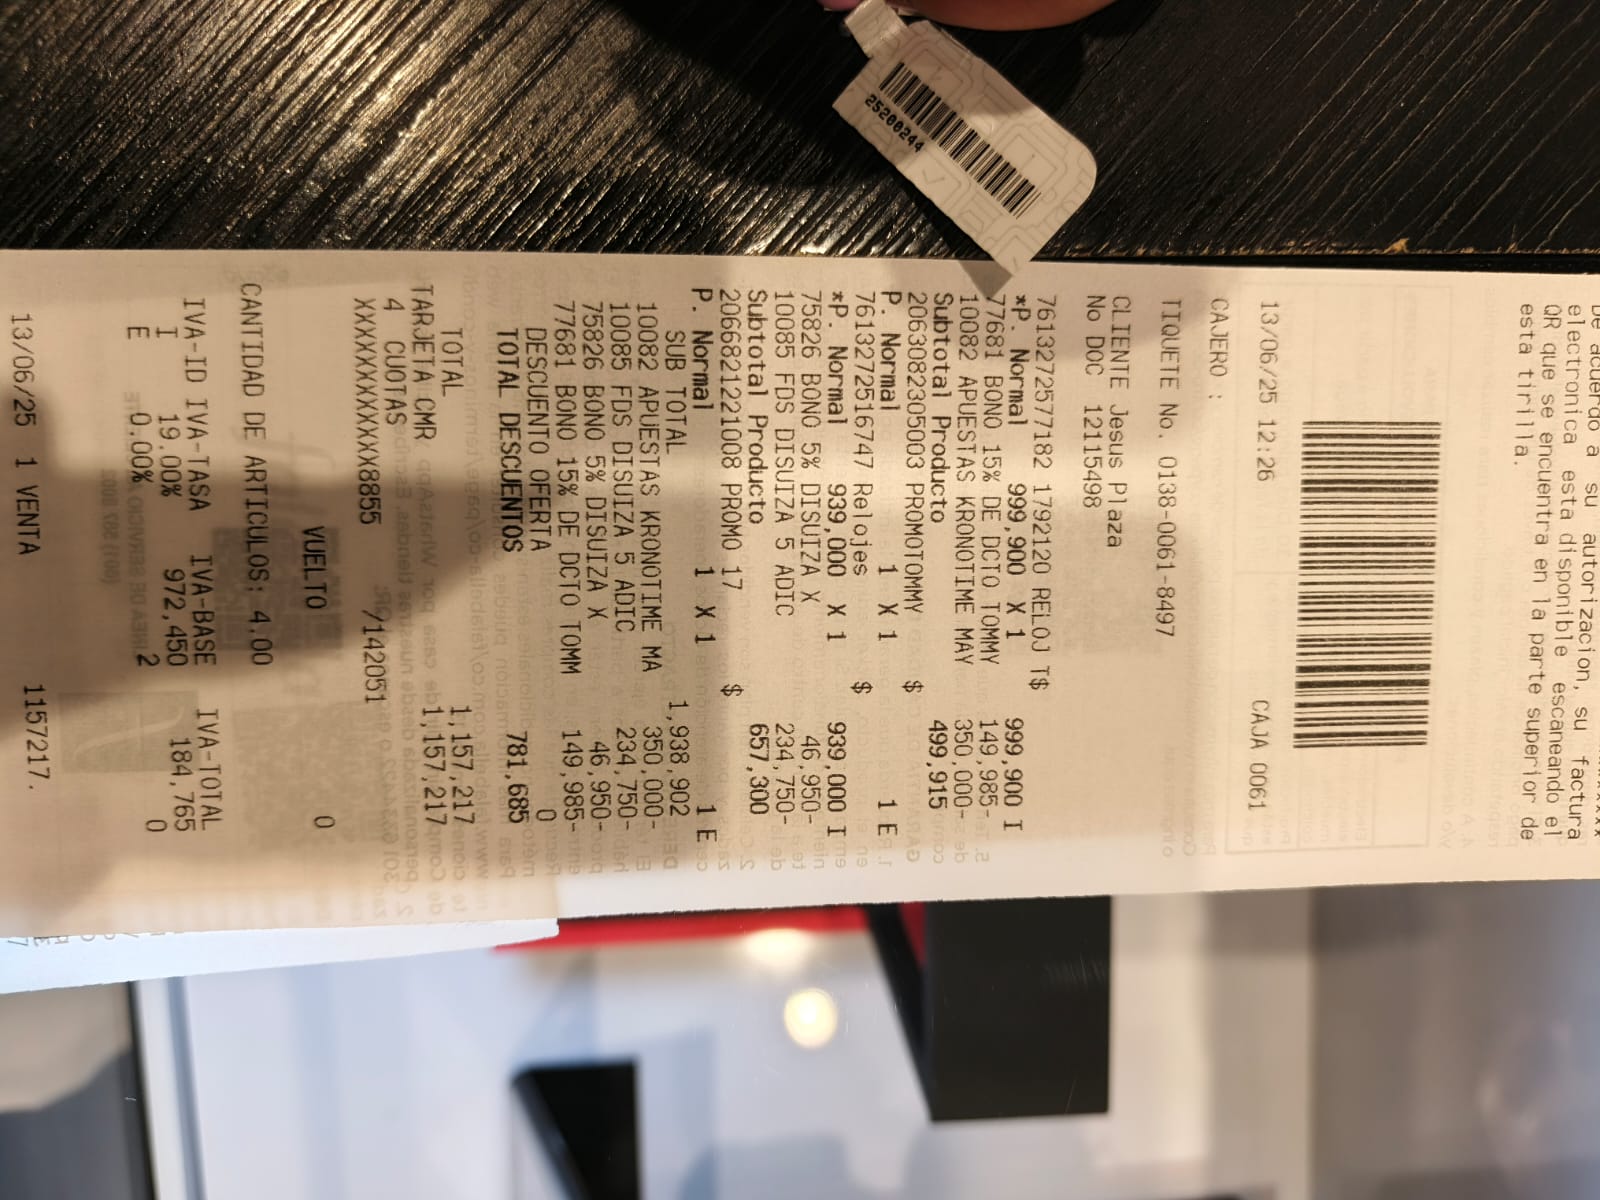 De acuerdo a su autorizacion, su factura
electronica esta disponible escaneando el
QR que se encuentra en la parte superior de
esta tirilla.
13/06/25 12:26 CAJA 0061
CAJERO :
TIQUETE No. 0138-0061-8497
CLIENTE Jesus Plaza
No DOC 12115498
7613272577182 1792120 RELOJ T$
*P. Normal 999,900 X 1 999,900 I
77681 BONO 15% DE DCTO TOMMY 149,985-
10082 APUESTAS KRONOTIME MAY 350,000-
Subtotal Producto 499,915
2063082305003 PROMOTOMMY $
P. Normal 1 X 1 1 E
7613272516747 Relojes $
*P. Normal 939,000 X 1 939,000 I
75826 BONO 5% DISUIZA X 46,950-
10085 FDS DISUIZA 5 ADIC 234,750-
Subtotal Producto 657,300
2066821221008 PROMO 17 $
P. Normal 1 X 1 1 E
SUB TOTAL 1,938,902
10082 APUESTAS KRONOTIME MA 350,000-
10085 FDS DISUIZA 5 ADIC 234,750-
75826 BONO 5% DISUIZA X 46,950-
77681 BONO 15% DE DCTO TOMM 149,985-
DESCUENTO OFERTA 0
TOTAL DESCUENTOS 781,685
TOTAL 1,157,217
TARJETA CMR 1,157,217
4 CUOTAS
XXXXXXXXXXXX8855 /142051
VUELTO 0
CANTIDAD DE ARTICULOS: 4.00
IVA-ID IVA-TASA IVA-BASE IVA-TOTAL
I 19.00% 972,450 184,765
E 0.00% 2 0
13/06/25 1 VENTA 1157217.
25200244